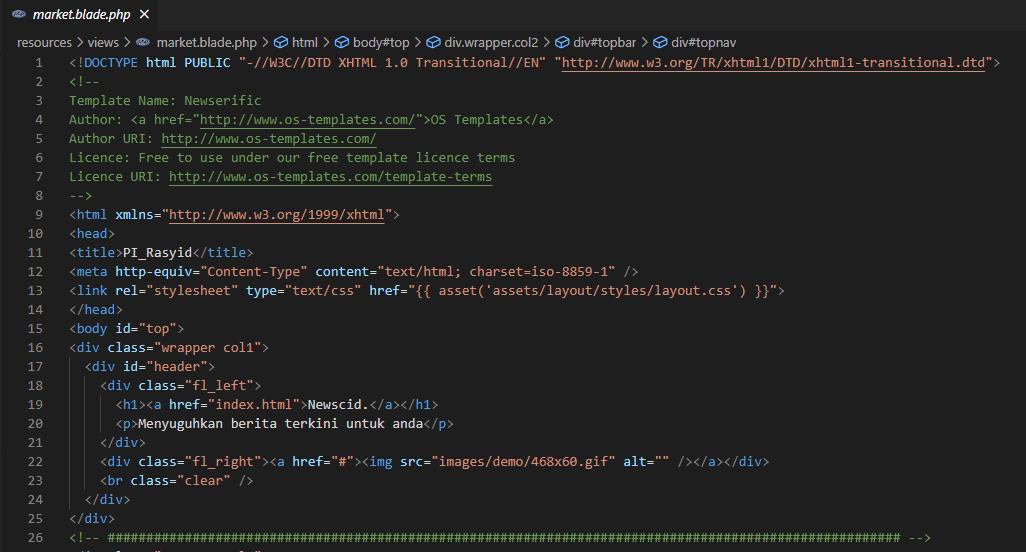 market.blade.php ×
resources > views > market.blade.php > html > body#top > div.wrapper.col2 > div#topbar > div#topnav
1 <!DOCTYPE html PUBLIC "-//W3C//DTD XHTML 1.0 Transitional//EN" "http://www.w3.org/TR/xhtml1/DTD/xhtml1-transitional.dtd">
2 <!--
3 Template Name: Newserific
4 Author: <a href="http://www.os-templates.com/">OS Templates</a>
5 Author URI: http://www.os-templates.com/
6 Licence: Free to use under our free template licence terms
7 Licence URI: http://www.os-templates.com/template-terms
8 -->
9 <html xmlns="http://www.w3.org/1999/xhtml">
10 <head>
11 <title>PI_Rasyid</title>
12 <meta http-equiv="Content-Type" content="text/html; charset=iso-8859-1" />
13 <link rel="stylesheet" type="text/css" href="{{ asset('assets/layout/styles/layout.css') }}">
14 </head>
15 <body id="top">
16 <div class="wrapper col1">
17   <div id="header">
18     <div class="fl_left">
19       <h1><a href="index.html">Newscid.</a></h1>
20       <p>Menyuguhkan berita terkini untuk anda</p>
21     </div>
22     <div class="fl_right"><a href="#"><img src="images/demo/468x60.gif" alt="" /></a></div>
23     <br class="clear" />
24   </div>
25 </div>
26 <!-- ####################################################################################################### -->